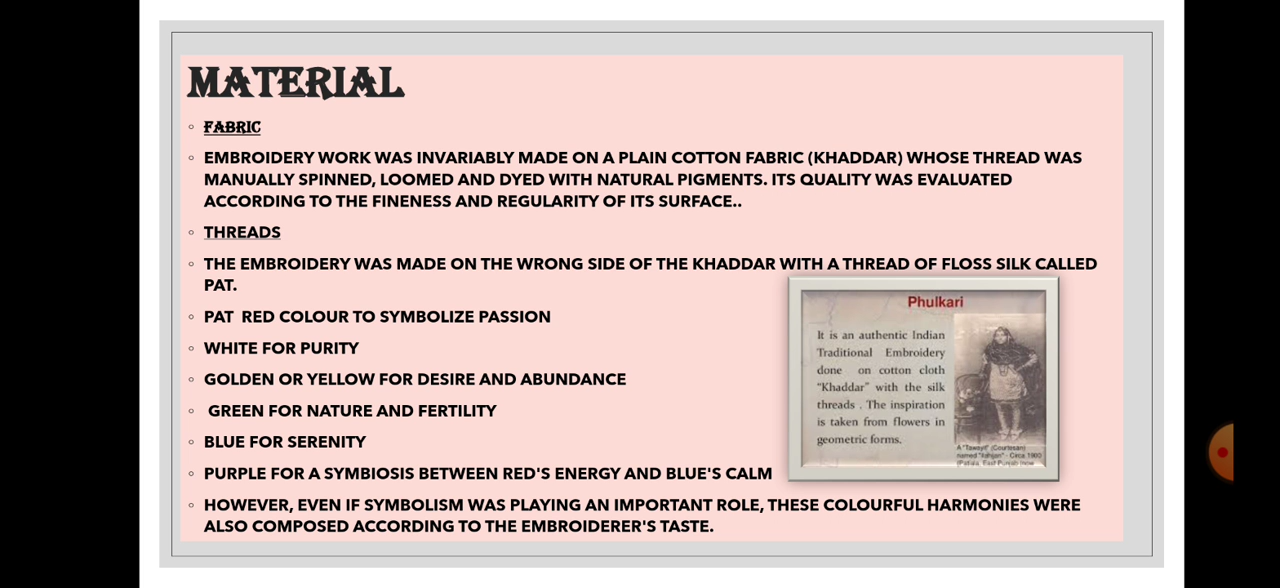 MATERIAL
FABRIC
EMBROIDERY WORK WAS INVARIABLY MADE ON A PLAIN COTTON FABRIC (KHADDAR) WHOSE THREAD WAS
MANUALLY SPINNED, LOOMED AND DYED WITH NATURAL PIGMENTS. ITS QUALITY WAS EVALUATED
ACCORDING TO THE FINENESS AND REGULARITY OF ITS SURFACE..
THREADS
THE EMBROIDERY WAS MADE ON THE WRONG SIDE OF THE KHADDAR WITH A THREAD OF FLOSS SILK CALLED
PAT.
PAT RED COLOUR TO SYMBOLIZE PASSION
WHITE FOR PURITY
GOLDEN OR YELLOW FOR DESIRE AND ABUNDANCE
GREEN FOR NATURE AND FERTILITY
BLUE FOR SERENITY
PURPLE FOR A SYMBIOSIS BETWEEN RED'S ENERGY AND BLUE'S CALM
HOWEVER, EVEN IF SYMBOLISM WAS PLAYING AN IMPORTANT ROLE, THESE COLOURFUL HARMONIES WERE
ALSO COMPOSED ACCORDING TO THE EMBROIDERER'S TASTE.
Phulkari
It is an authentic Indian
Traditional Embroidery
done on cotton cloth
"Khaddar" with the silk
threads . The inspiration
is taken from flowers in
geometric forms.
(Courtesan)
named Circa 1900
East Punjab (now